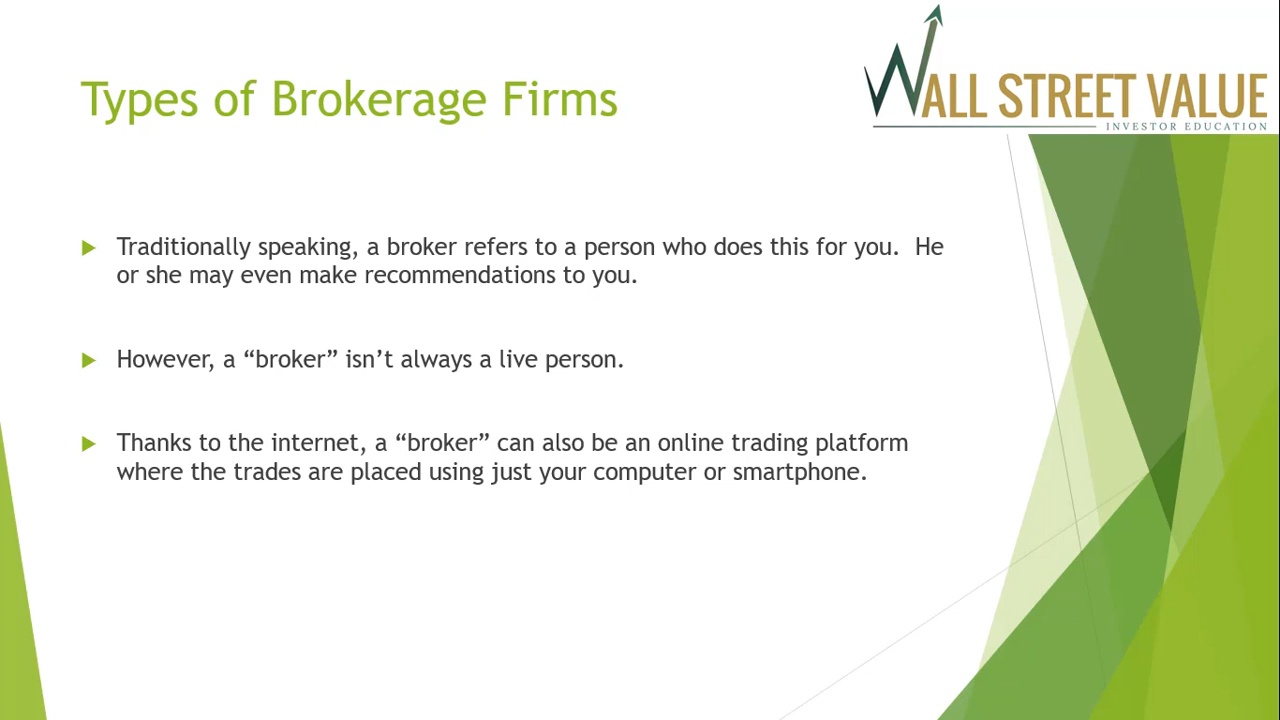 Types of Brokerage Firms
WALL STREET VALUE
INVESTOR EDUCATION
Traditionally speaking, a broker refers to a person who does this for you.  He
or she may even make recommendations to you.
However, a “broker” isn’t always a live person.
Thanks to the internet, a “broker” can also be an online trading platform
where the trades are placed using just your computer or smartphone.